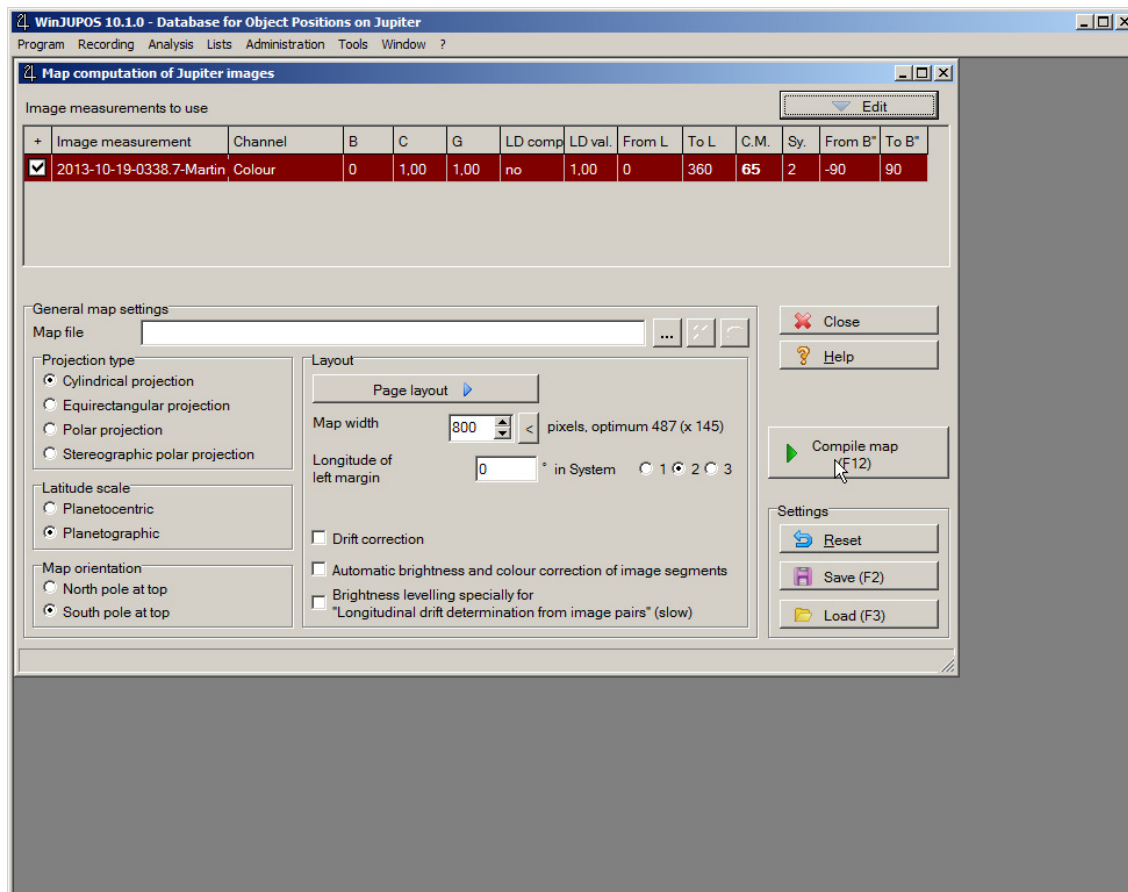 WinJUPOS 10.1.0 - Database for Object Positions on Jupiter
Program Recording Analysis Lists Administration Tools Window ?
Map computation of Jupiter images
Image measurements to use
Edit
+ Image measurement Channel B C G LD comp LD val. From L To L C.M. Sy. From B" To B"
2013-10-19-0338.7-Martin Colour 0 1,00 1,00 no 1,00 0 360 65 2 -90 90
General map settings
Map file
...
Close
Help
Projection type
Cylindrical projection
Equirectangular projection
Polar projection
Stereographic polar projection
Latitude scale
Planetocentric
Planetographic
Map orientation
North pole at top
South pole at top
Layout
Page layout
Map width 800 < pixels, optimum 487 (x 145)
Longitude of
left margin 0 ° in System 1 2 3
Drift correction
Automatic brightness and colour correction of image segments
Brightness levelling specially for
"Longitudinal drift determination from image pairs" (slow)
Compile map
(F12)
Settings
Reset
Save (F2)
Load (F3)